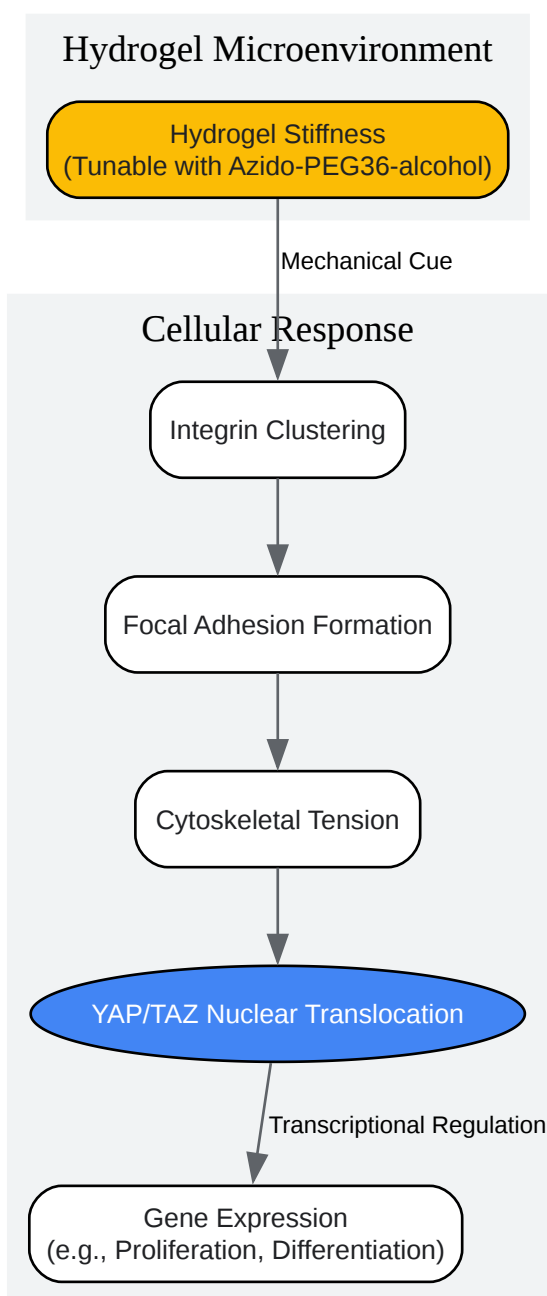 Hydrogel Microenvironment
Hydrogel Stiffness
(Tunable with Azido-PEG36-alcohol)
Mechanical Cue
Cellular Response
Integrin Clustering
Focal Adhesion Formation
Cytoskeletal Tension
YAP/TAZ Nuclear Translocation
Transcriptional Regulation
Gene Expression
(e.g., Proliferation, Differentiation)